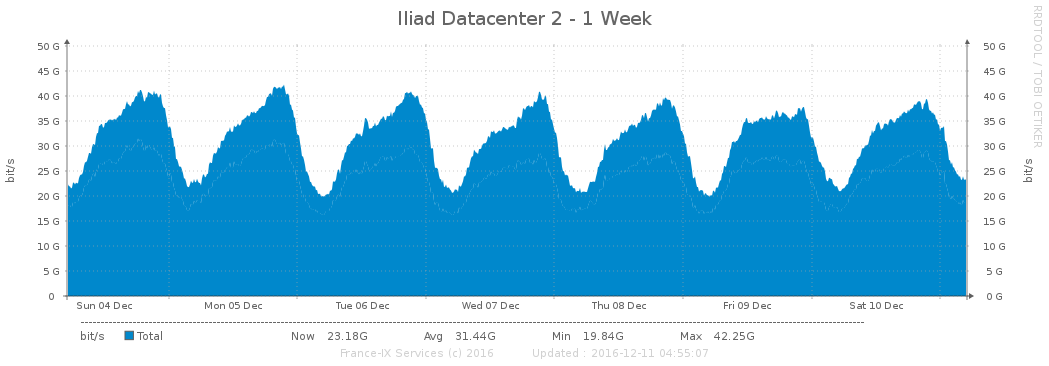 Iliad Datacenter 2 - 1 Week
RRDTOOL / TOBI OETIKER
50 G 50 G
45 G 45 G
40 G 40 G
35 G 35 G
30 G 30 G
25 G 25 G
20 G 20 G
15 G 15 G
10 G 10 G
5 G 5 G
0 0 G
bit/s
bit/s
Sun 04 Dec Mon 05 Dec Tue 06 Dec Wed 07 Dec Thu 08 Dec Fri 09 Dec Sat 10 Dec
bit/s Total Now 23.18G Avg 31.44G Min 19.84G Max 42.25G
France-IX Services (c) 2016 Updated : 2016-12-11 04:55:07